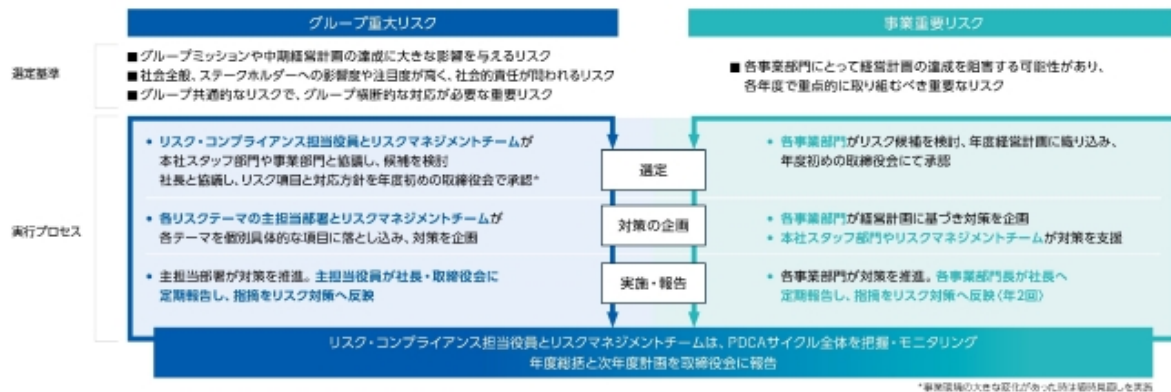 グループ重大リスク
事業重要リスク
選定基準
■ グループミッションや中期経営計画の達成に大きな影響を与えるリスク
■ 社会全般、ステークホルダーへの影響度や注目度が高く、社会的責任が問われるリスク
■ グループ共通的なリスクで、グループ横断的な対応が必要な重要リスク
■ 各事業部門にとって経営計画の達成を阻害する可能性があり、
各年度で重点的に取り組むべき重要なリスク
実行プロセス
• リスク・コンプライアンス担当役員とリスクマネジメントチームが
本社スタッフ部門や事業部門と協議し、候補を検討
社長と協議し、リスク項目と対応方針を年度初めの取締役会で承認*
選定
• 各事業部門がリスク候補を検討、年度経営計画に織り込み、
年度初めの取締役会にて承認
• 各リスクテーマの主担当部署とリスクマネジメントチームが
各テーマを個別具体的な項目に落とし込み、対策を企画
対策の企画
• 各事業部門が経営計画に基づき対策を企画
• 本社スタッフ部門やリスクマネジメントチームが対策を支援
• 主担当部署が対策を推進。主担当役員が社長・取締役会に
定期報告し、指摘をリスク対策へ反映
実施・報告
• 各事業部門が対策を推進。各事業部門長が社長へ
定期報告し、指摘をリスク対策へ反映（年2回）
リスク・コンプライアンス担当役員とリスクマネジメントチームは、PDCAサイクル全体を把握・モニタリング
年度総括と次年度計画を取締役会に報告
*事業環境の大きな変化があった時は随時見直しを実施